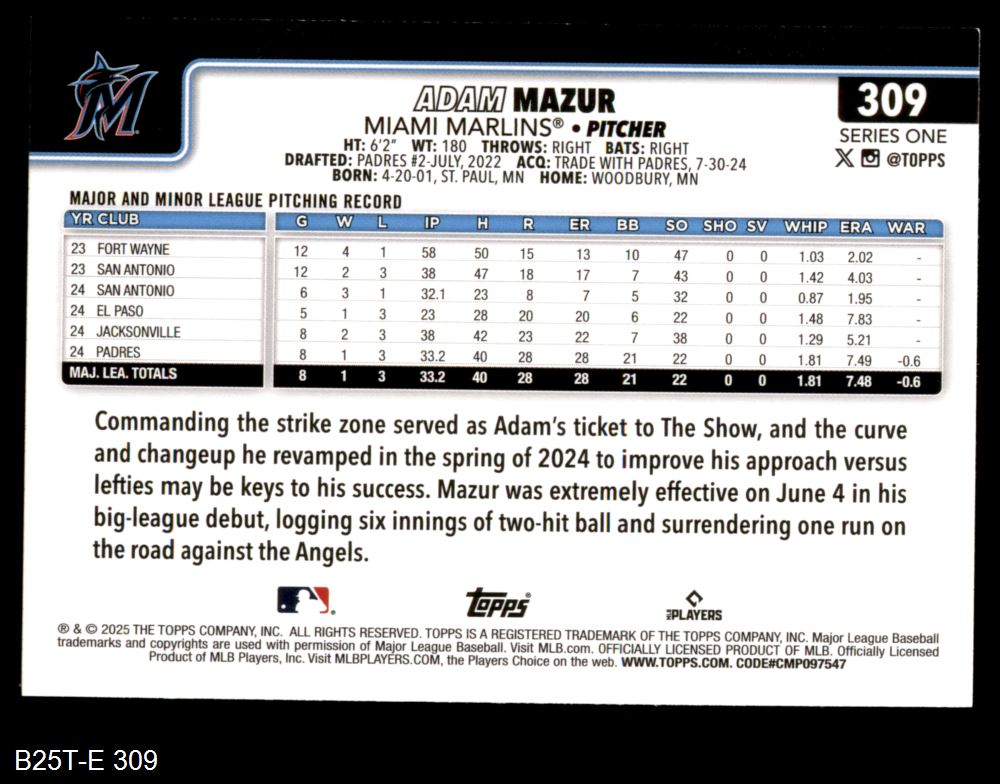 M
ADAM MAZUR
309
MIAMI MARLINS® • PITCHER
SERIES ONE
HT: 6'2" WT: 180 THROWS: RIGHT BATS: RIGHT
@TOPPS
DRAFTED: PADRES #2-JULY, 2022 ACQ: TRADE WITH PADRES, 7-30-24
BORN: 4-20-01, ST. PAUL, MN HOME: WOODBURY, MN
MAJOR AND MINOR LEAGUE PITCHING RECORD
YR CLUB G W L IP H R ER BB SO SHO SV WHIP ERA WAR
23 FORT WAYNE 12 4 1 58 50 15 13 10 47 0 0 1.03 2.02 -
23 SAN ANTONIO 12 2 3 38 47 18 17 7 43 0 0 1.42 4.03 -
24 SAN ANTONIO 6 3 1 32.1 23 8 7 5 32 0 0 0.87 1.95 -
24 EL PASO 5 1 3 23 28 20 20 6 22 0 0 1.48 7.83 -
24 JACKSONVILLE 8 2 3 38 42 23 22 7 38 0 0 1.29 5.21 -
24 PADRES 8 1 3 33.2 40 28 28 21 22 0 0 1.81 7.49 -0.6
MAJ. LEA. TOTALS 8 1 3 33.2 40 28 28 21 22 0 0 1.81 7.48 -0.6
Commanding the strike zone served as Adam's ticket to The Show, and the curve
and changeup he revamped in the spring of 2024 to improve his approach versus
lefties may be keys to his success. Mazur was extremely effective on June 4 in his
big-league debut, logging six innings of two-hit ball and surrendering one run on
the road against the Angels.
topps® PLAYERS
® & © 2025 THE TOPPS COMPANY, INC. ALL RIGHTS RESERVED. TOPPS IS A REGISTERED TRADEMARK OF THE TOPPS COMPANY, INC. Major League Baseball
trademarks and copyrights are used with permission of Major League Baseball. Visit MLB.com. OFFICIALLY LICENSED PRODUCT OF MLB. Officially Licensed
Product of MLB Players, Inc. Visit MLBPLAYERS.COM, the Players Choice on the web. WWW.TOPPS.COM. CODE#CMP097547
B25T-E 309